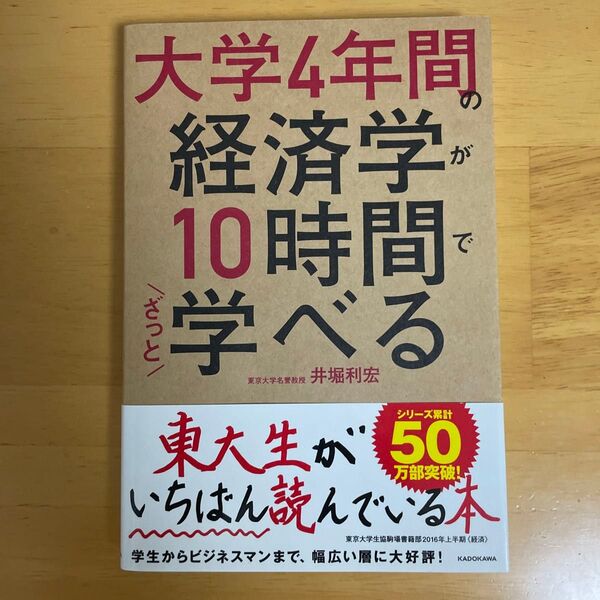 大学4年間の
経済学が
10時間で
ざっと
学べる
東京大学名誉教授 井堀利宏
シリーズ累計
50
万部突破!
東大生が
いちばん読んでいる本
東京大学生協駒場書籍部2016年上半期(経済)
学生からビジネスマンまで、幅広い層に大好評!
KADOKAWA